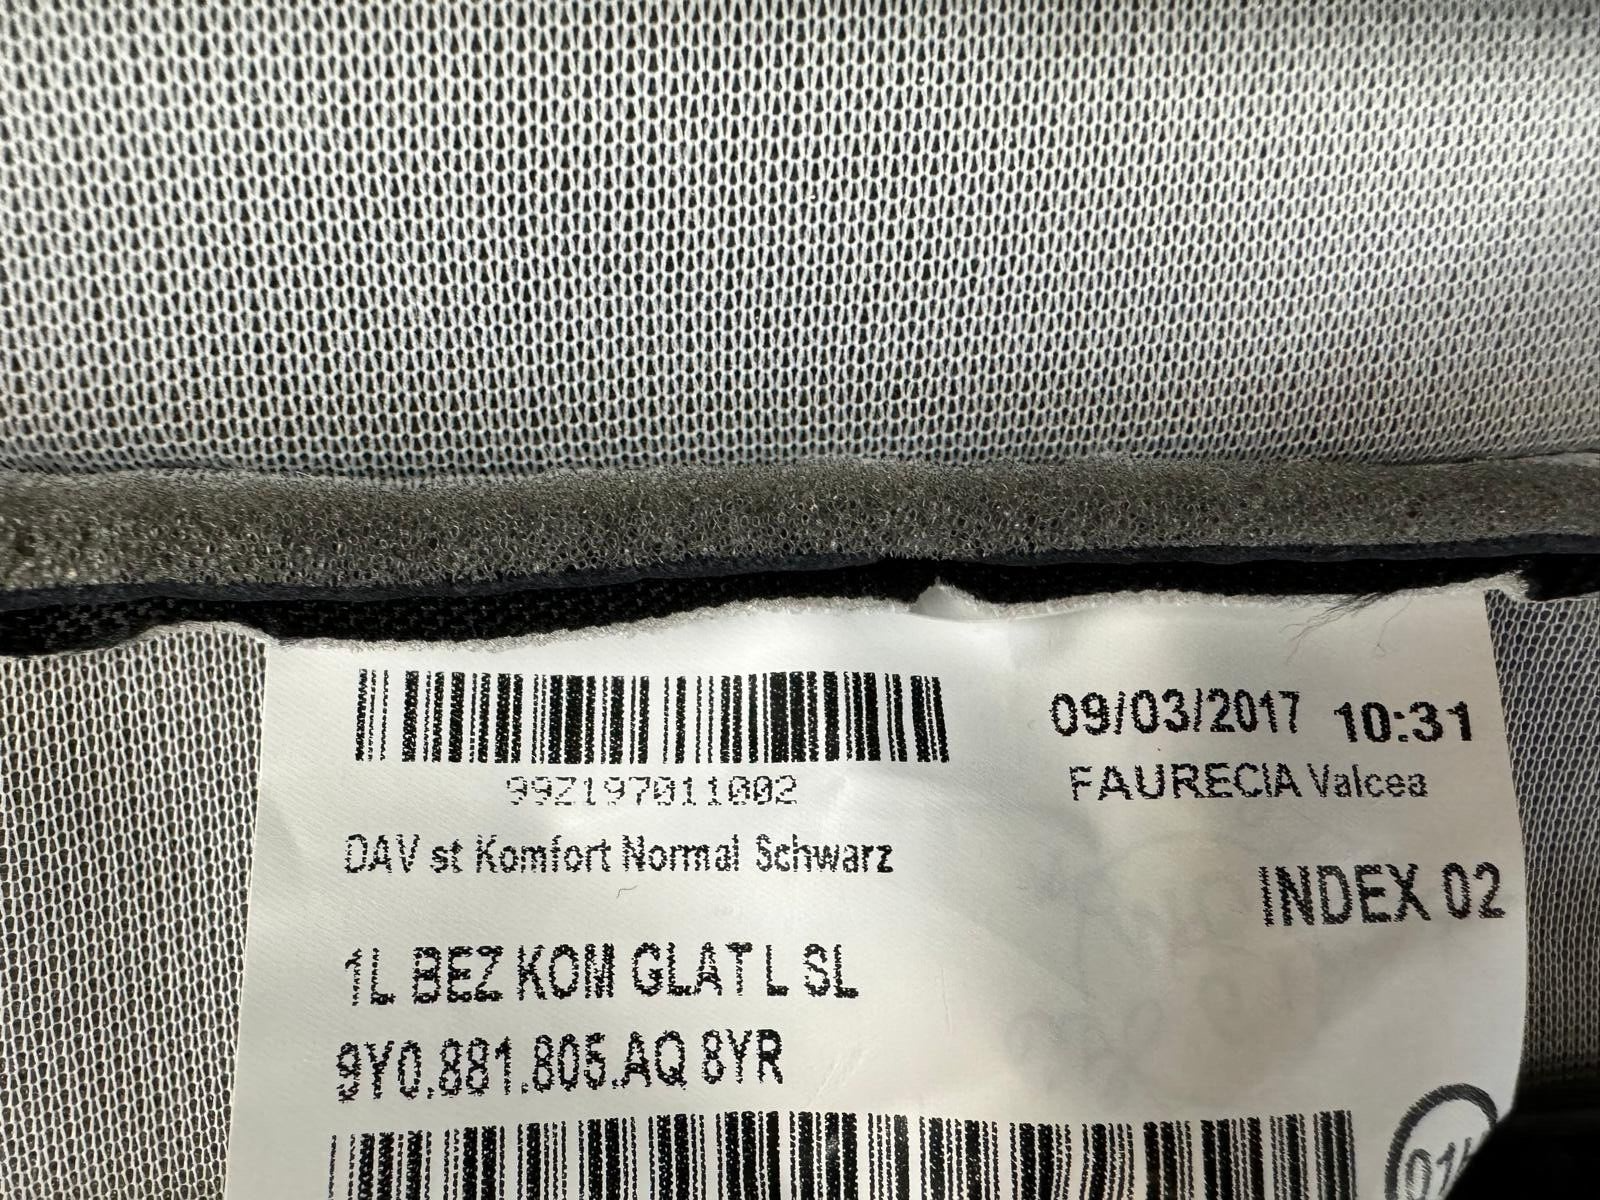 09/03/2017 10:31
99Z197011002
FAURECIA Valcea
DAV st Komfort Normal Schwarz
INDEX 02
1L BEZ KOM GLAT L SL
9Y0.881.805.AQ 8YR